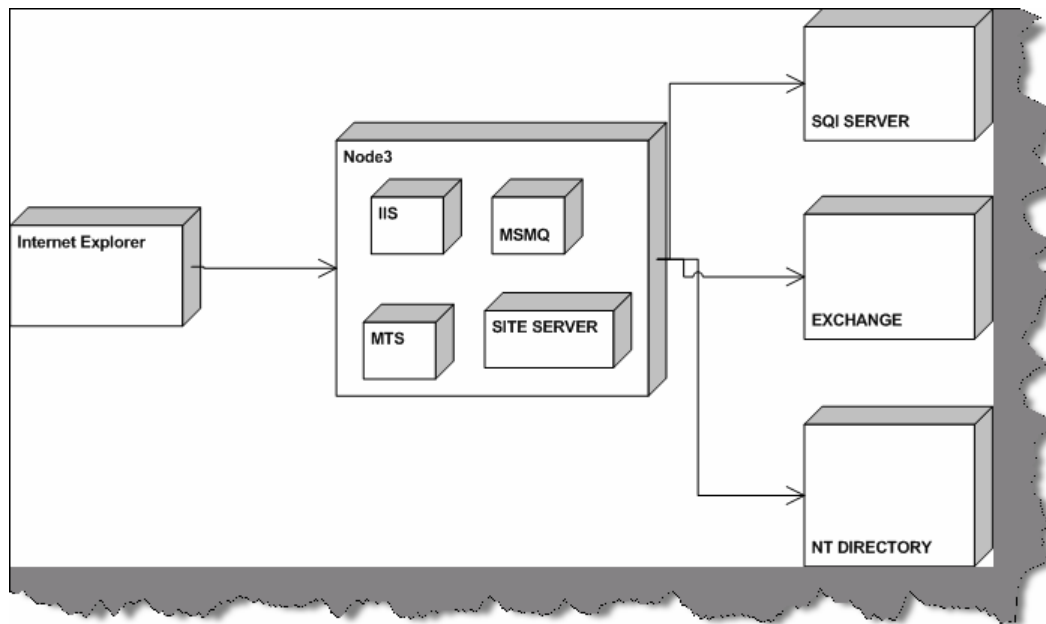 Internet Explorer
Node3
IIS
MSMQ
MTS
SITE SERVER
SQI SERVER
EXCHANGE
NT DIRECTORY